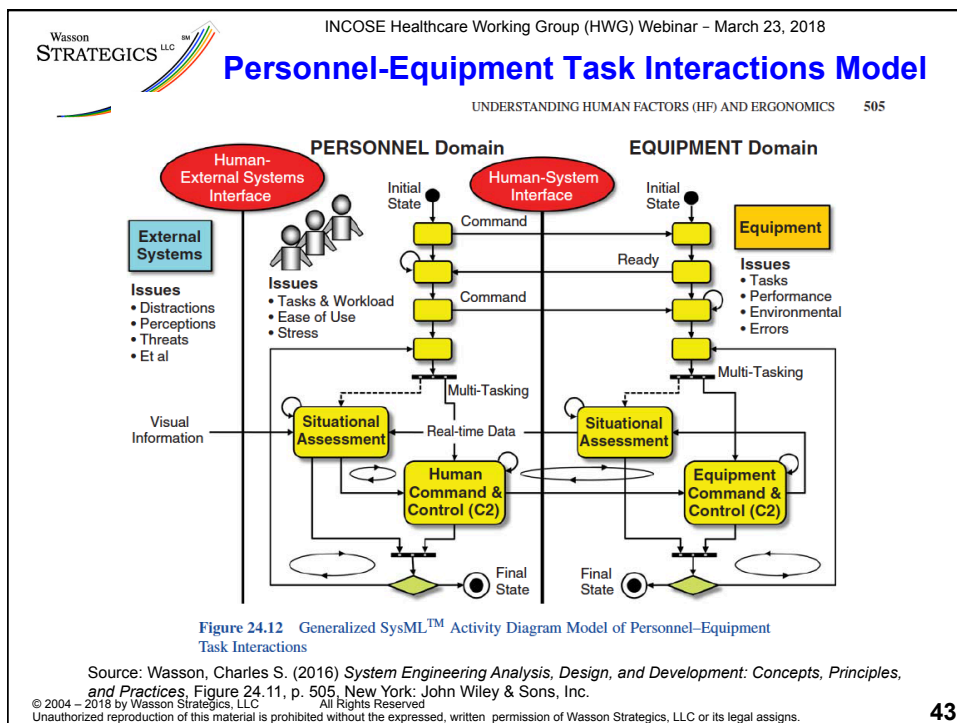 INCOSE Healthcare Working Group (HWG) Webinar – March 23, 2018
Wasson
STRATEGICS LLC SM
Personnel-Equipment Task Interactions Model
UNDERSTANDING HUMAN FACTORS (HF) AND ERGONOMICS 505
PERSONNEL Domain
EQUIPMENT Domain
Human-
External Systems
Interface
Human-System
Interface
Initial
State
Initial
State
External
Systems
Issues
• Distractions
• Perceptions
• Threats
• Et al
Issues
• Tasks & Workload
• Ease of Use
• Stress
Command
Ready
Command
Equipment
Issues
• Tasks
• Performance
• Environmental
• Errors
Multi-Tasking
Multi-Tasking
Visual
Information
Situational
Assessment
Real-time Data
Situational
Assessment
Human
Command &
Control (C2)
Equipment
Command &
Control (C2)
Final
State
Final
State
Figure 24.12 Generalized SysML™ Activity Diagram Model of Personnel–Equipment
Task Interactions
Source: Wasson, Charles S. (2016) System Engineering Analysis, Design, and Development: Concepts, Principles,
and Practices, Figure 24.11, p. 505, New York: John Wiley & Sons, Inc.
© 2004 – 2018 by Wasson Strategics, LLC All Rights Reserved
Unauthorized reproduction of this material is prohibited without the expressed, written permission of Wasson Strategics, LLC or its legal assigns.
43